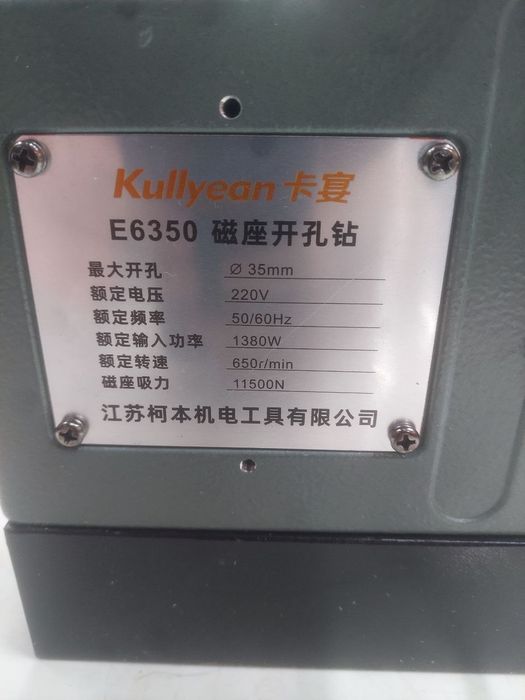 Kullyean 卡宴
E6350 磁座开孔钻
最大开孔 Ø 35mm
额定电压 220V
额定频率 50/60Hz
额定输入功率 1380W
额定转速 650r/min
磁座吸力 11500N
江苏柯本机电工具有限公司